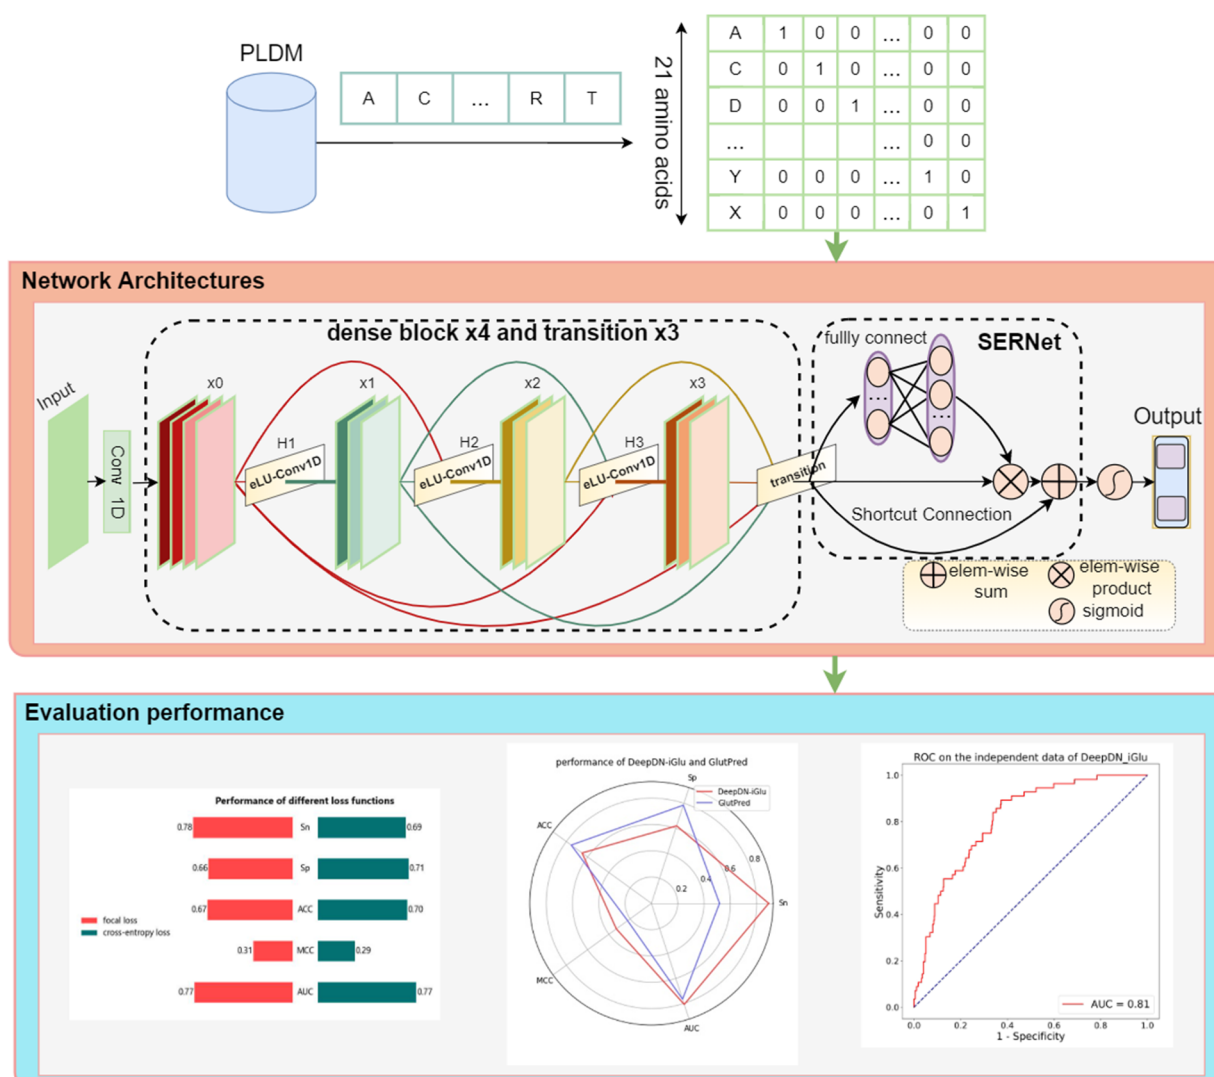 PLDM
A C ... R T
21 amino acids
A 1 0 0 ... 0 0
C 0 1 0 ... 0 0
D 0 0 1 ... 0 0
... ... 0 0
Y 0 0 0 ... 1 0
X 0 0 0 ... 0 1
Network Architectures
dense block x4 and transition x3
Input
Conv 1D
x0
x1
x2
x3
H1
eLU-Conv1D
H2
eLU-Conv1D
H3
eLU-Conv1D
transition
fullly connect
SERNet
...
...
Shortcut Connection
Output
elem-wise
sum
elem-wise
product
sigmoid
Evaluation performance
Performance of different loss functions
0.78 Sn 0.69
0.66 Sp 0.71
0.67 ACC 0.70
0.31 MCC 0.29
0.77 AUC 0.77
focal loss
cross-entropy loss
performance of DeepDN-iGlu and GlutPred
Sp
DeepDN-iGlu
GlutPred
ACC
0.8
0.6
0.4
0.2
Sn
MCC
AUC
ROC on the independent data of DeepDN_iGlu
Sensitivity
1.0
0.8
0.6
0.4
0.2
0.0
AUC = 0.81
0.0 0.2 0.4 0.6 0.8 1.0
1 - Specificity